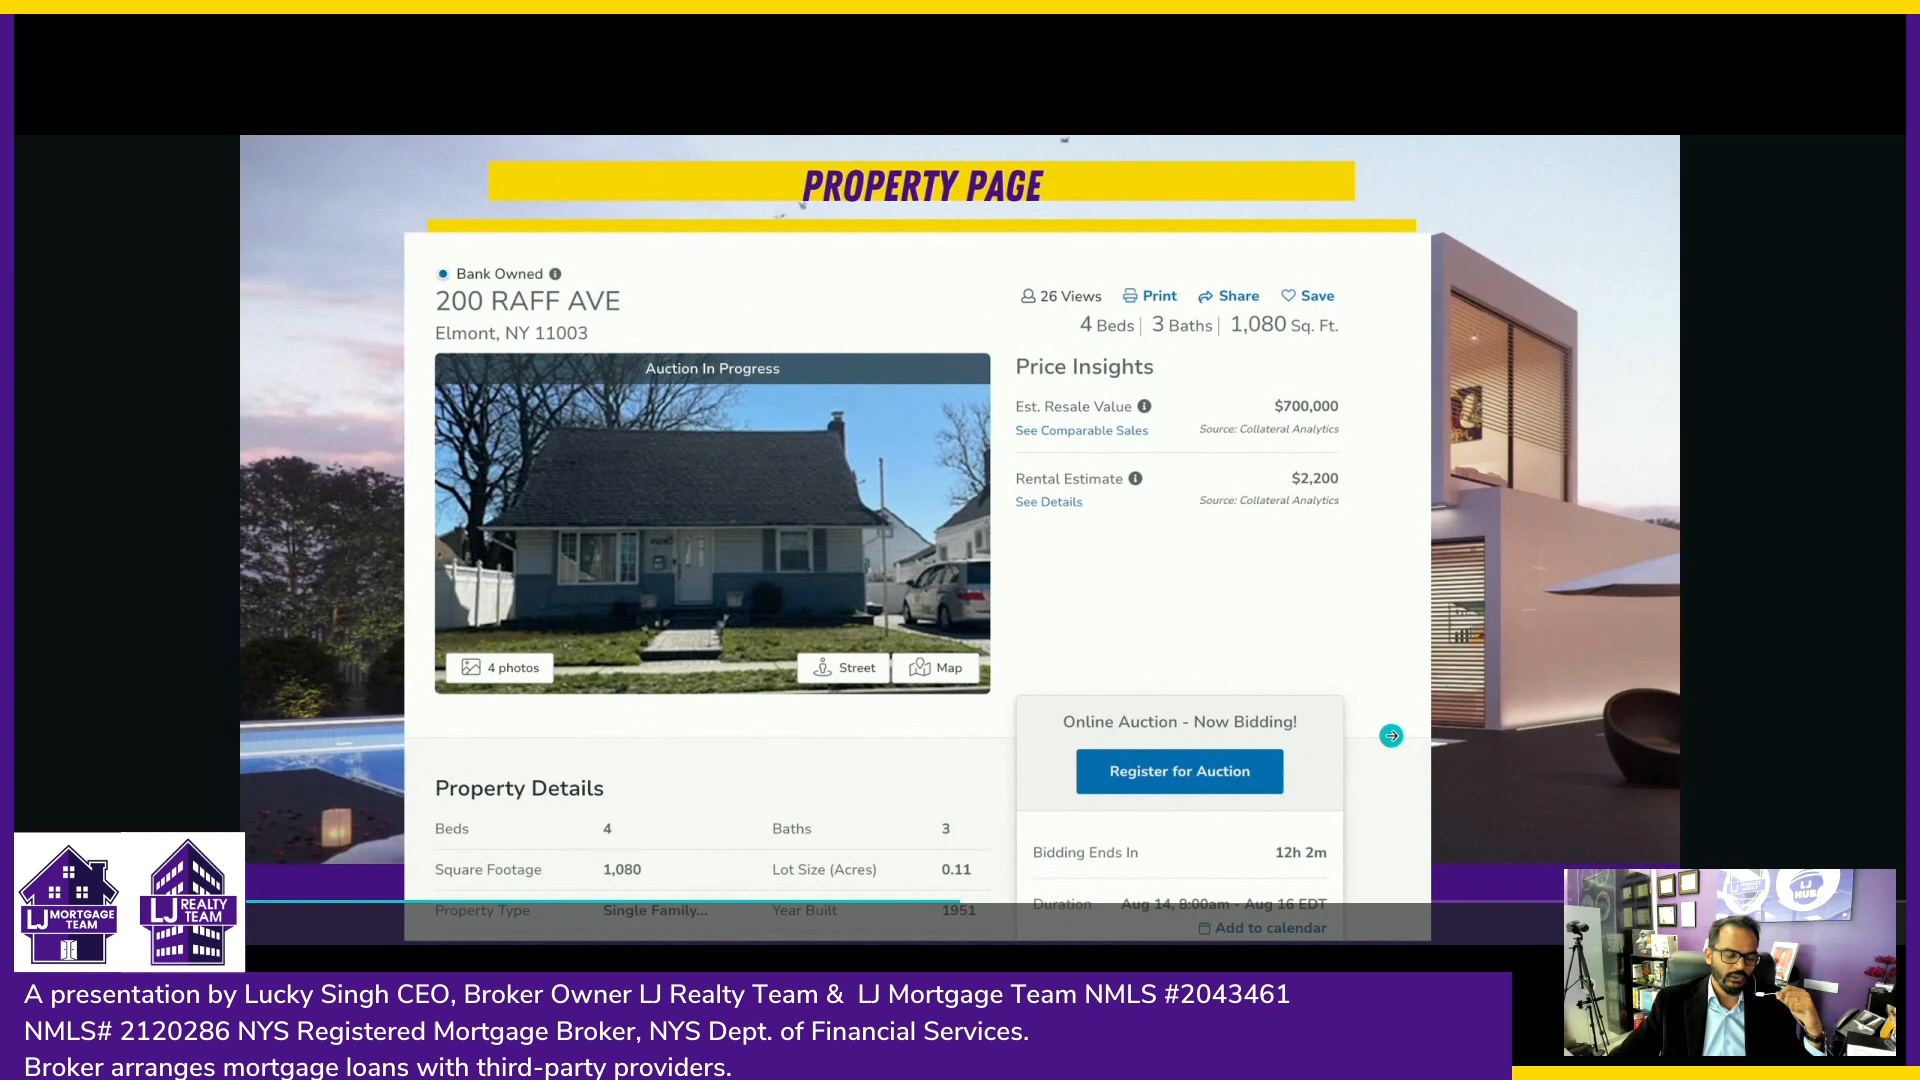 PROPERTY PAGE
Bank Owned
200 RAFF AVE
Elmont, NY 11003
26 Views Print Share Save
4 Beds | 3 Baths | 1,080 Sq. Ft.
Auction In Progress
4 photos Street Map
Price Insights
Est. Resale Value $700,000
See Comparable Sales Source: Collateral Analytics
Rental Estimate $2,200
See Details Source: Collateral Analytics
Online Auction - Now Bidding!
Register for Auction
Bidding Ends In 12h 2m
Duration Aug 14, 8:00am - Aug 16 EDT
Add to calendar
Property Details
Beds 4 Baths 3
Square Footage 1,080 Lot Size (Acres) 0.11
Property Type Single Family... Year Built 1951
LJ MORTGAGE TEAM
LJ REALTY TEAM
LJ HUB
A presentation by Lucky Singh CEO, Broker Owner LJ Realty Team & LJ Mortgage Team NMLS #2043461
NMLS# 2120286 NYS Registered Mortgage Broker, NYS Dept. of Financial Services.
Broker arranges mortgage loans with third-party providers.